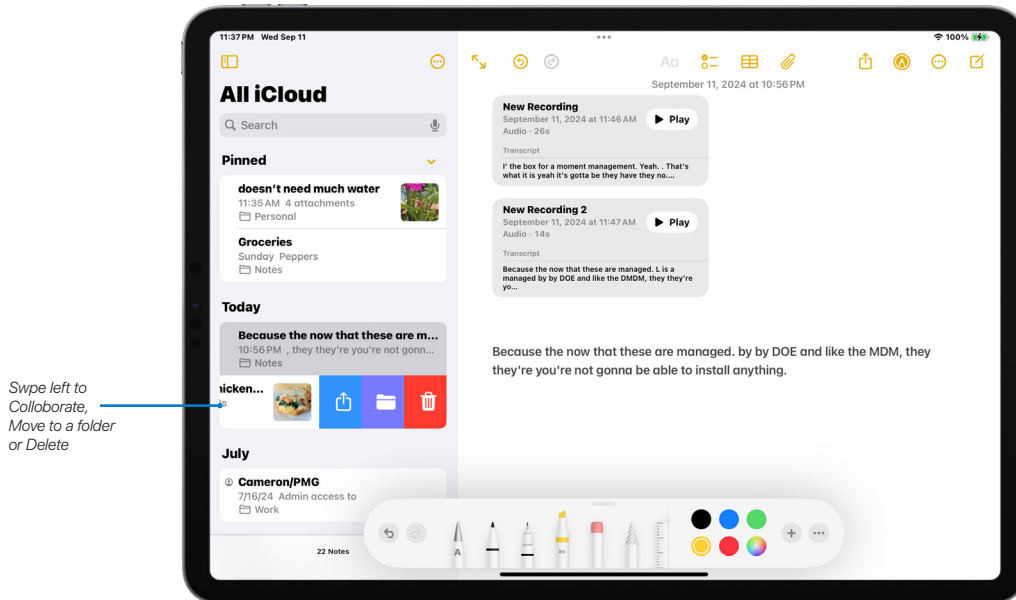 11:37 PM Wed Sep 11
100%
All iCloud
Search
Pinned
doesn't need much water
11:35 AM 4 attachments
Personal
Groceries
Sunday Peppers
Notes
Today
Because the now that these are m...
10:56 PM , they they're you're not gonn...
Notes
hicken...
July
Cameron/PMG
7/16/24 Admin access to
Work
22 Notes
Aa
September 11, 2024 at 10:56 PM
New Recording
September 11, 2024 at 11:46 AM
Audio · 26s
Play
Transcript
I' the box for a moment management. Yeah. . That's
what it is yeah it's gotta be they have they no....
New Recording 2
September 11, 2024 at 11:47 AM
Audio · 14s
Play
Transcript
Because the now that these are managed. L is a
managed by by DOE and like the DMDM, they they're
yo...
Because the now that these are managed. by by DOE and like the MDM, they
they're you're not gonna be able to install anything.
A
80
Swpe left to
Colloborate,
Move to a folder
or Delete